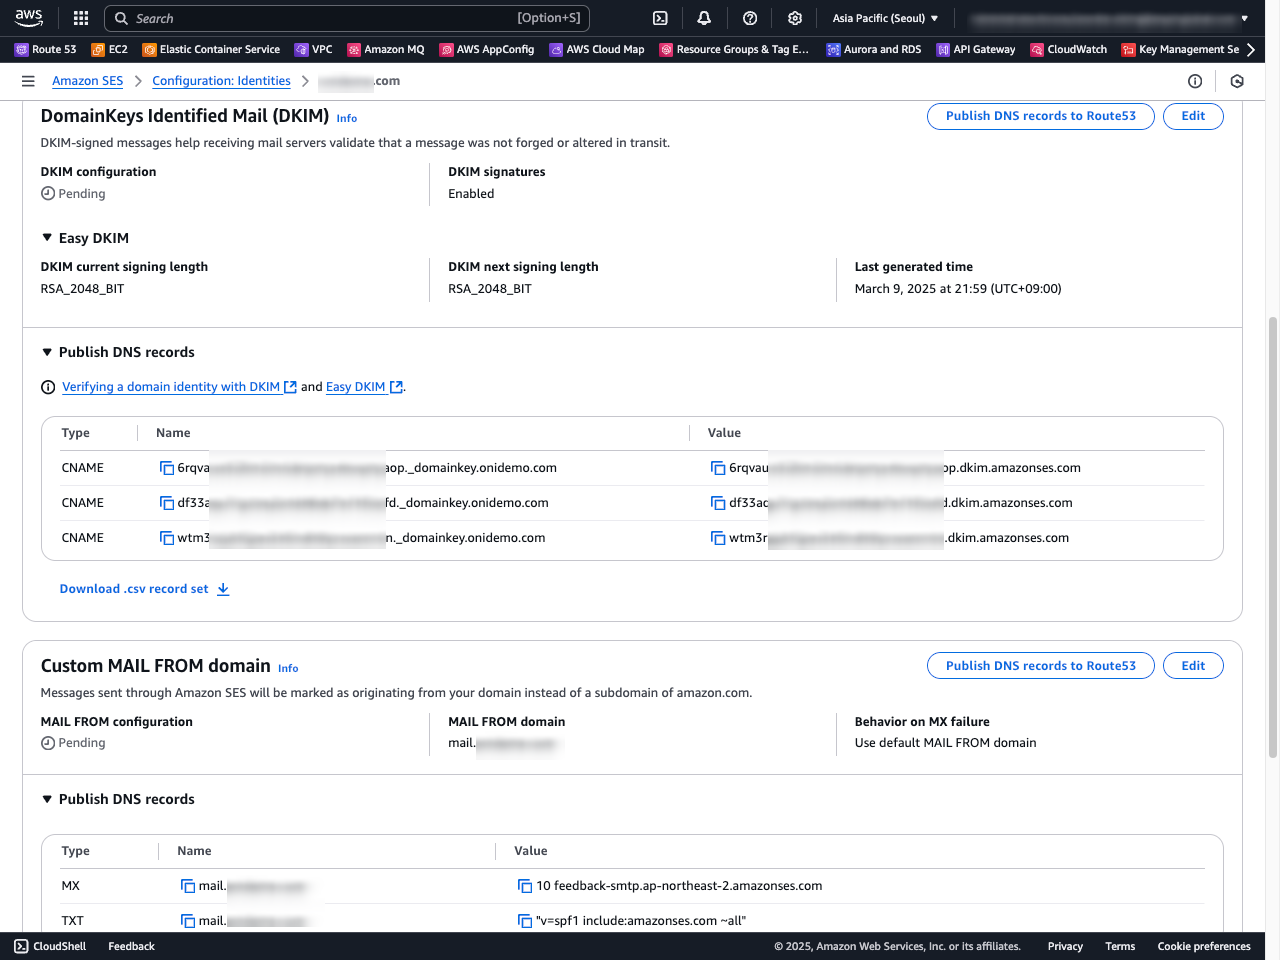 aws
Search [Option+S] Asia Pacific (Seoul)
Route 53 EC2 Elastic Container Service VPC Amazon MQ AWS AppConfig AWS Cloud Map Resource Groups & Tag E... Aurora and RDS API Gateway CloudWatch Key Management Se
Amazon SES Configuration: Identities .com
DomainKeys Identified Mail (DKIM) Info Publish DNS records to Route53 Edit
DKIM-signed messages help receiving mail servers validate that a message was not forged or altered in transit.
DKIM configuration DKIM signatures
Pending Enabled
Easy DKIM
DKIM current signing length DKIM next signing length Last generated time
RSA_2048_BIT RSA_2048_BIT March 9, 2025 at 21:59 (UTC+09:00)
Publish DNS records
Verifying a domain identity with DKIM and Easy DKIM .
Type Name Value
CNAME 6rqva aop._domainkey.onidemo.com 6rqvau op.dkim.amazonses.com
CNAME df33a fd._domainkey.onidemo.com df33a d.dkim.amazonses.com
CNAME wtm3 n._domainkey.onidemo.com wtm3r .dkim.amazonses.com
Download .csv record set
Custom MAIL FROM domain Info Publish DNS records to Route53 Edit
Messages sent through Amazon SES will be marked as originating from your domain instead of a subdomain of amazon.com.
MAIL FROM configuration MAIL FROM domain Behavior on MX failure
Pending mail. Use default MAIL FROM domain
Publish DNS records
Type Name Value
MX mail. 10 feedback-smtp.ap-northeast-2.amazonses.com
TXT mail. "v=spf1 include:amazonses.com ~all"
CloudShell Feedback © 2025, Amazon Web Services, Inc. or its affiliates. Privacy Terms Cookie preferences